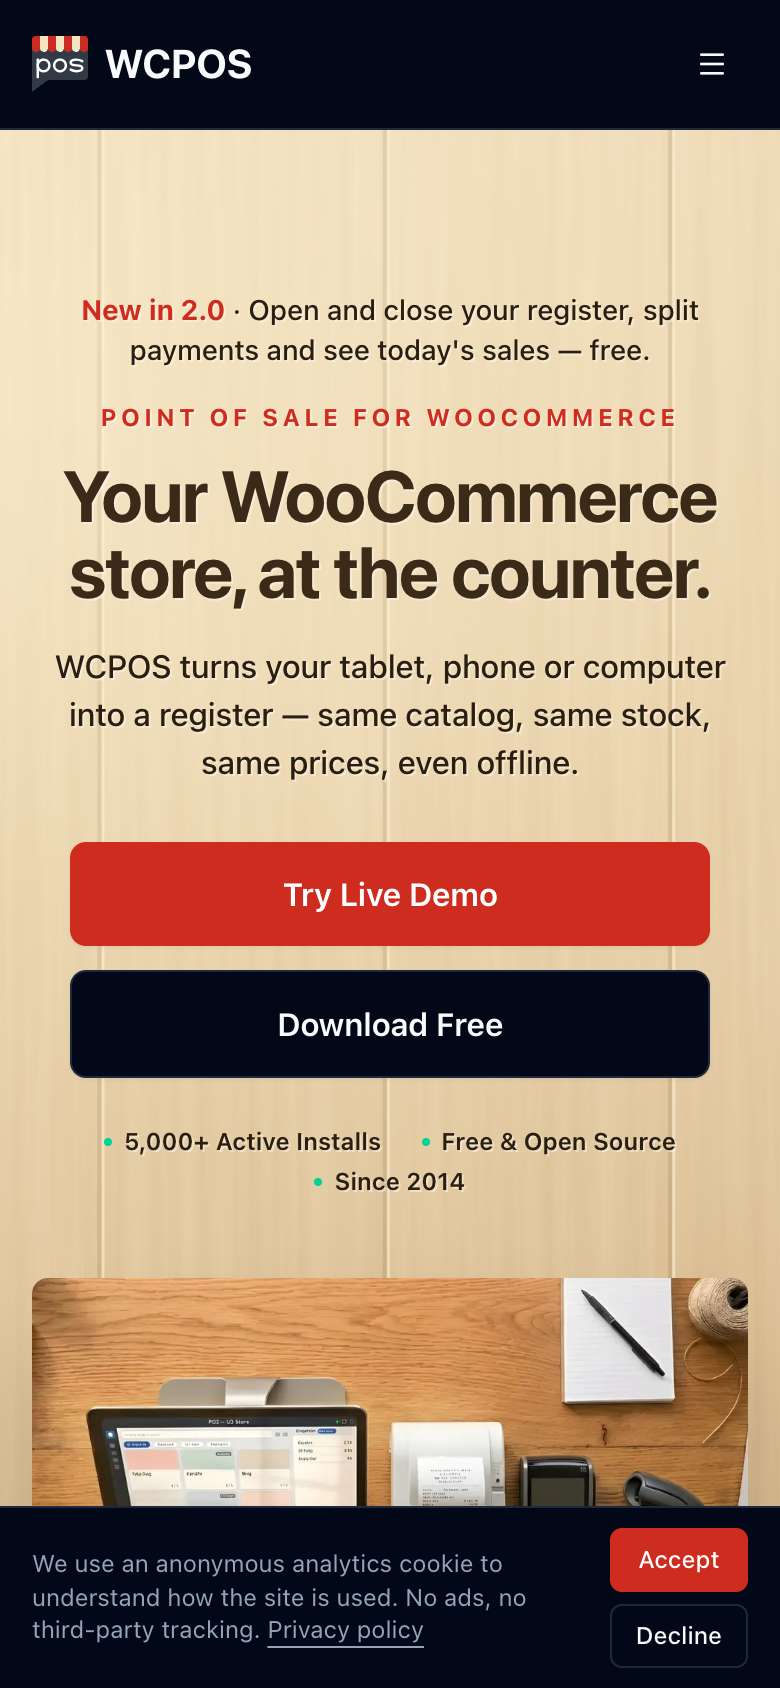 pos WCPOS
New in 2.0 · Open and close your register, split
payments and see today's sales — free.
POINT OF SALE FOR WOOCOMMERCE
Your WooCommerce
store, at the counter.
WCPOS turns your tablet, phone or computer
into a register — same catalog, same stock,
same prices, even offline.
Try Live Demo
Download Free
5,000+ Active Installs
Free & Open Source
Since 2014
We use an anonymous analytics cookie to
understand how the site is used. No ads, no
third-party tracking. Privacy policy
Accept
Decline